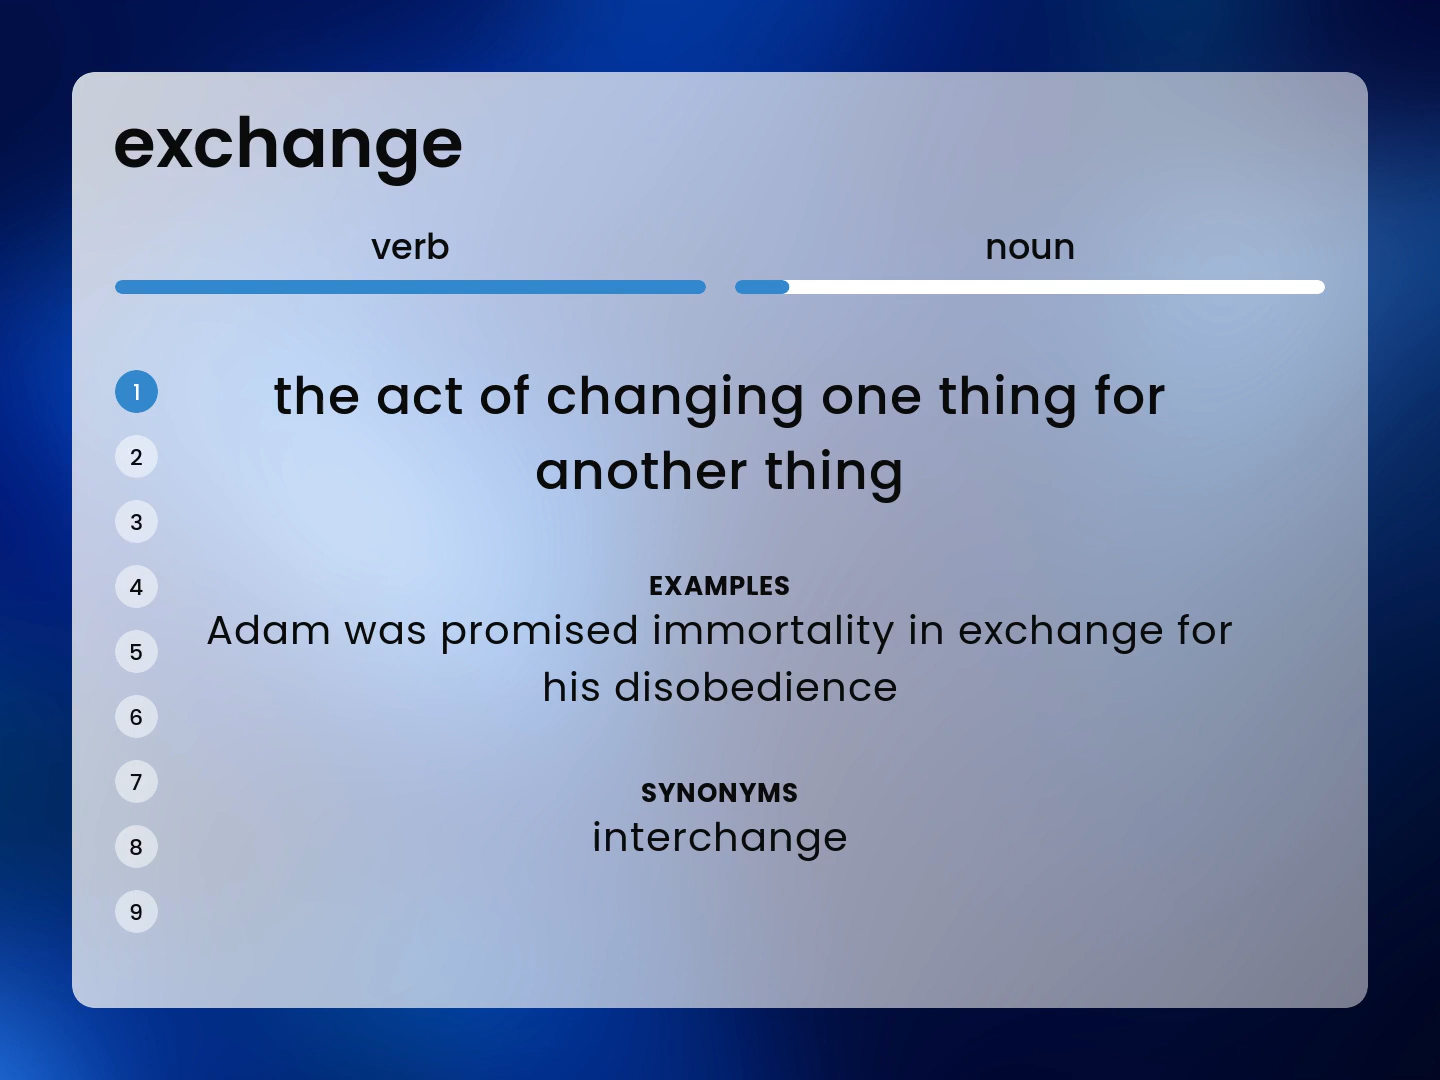 exchange
verb
noun
1
the act of changing one thing for
another thing
2
3
4
5
6
7
8
9
EXAMPLES
Adam was promised immortality in exchange for
his disobedience
SYNONYMS
interchange